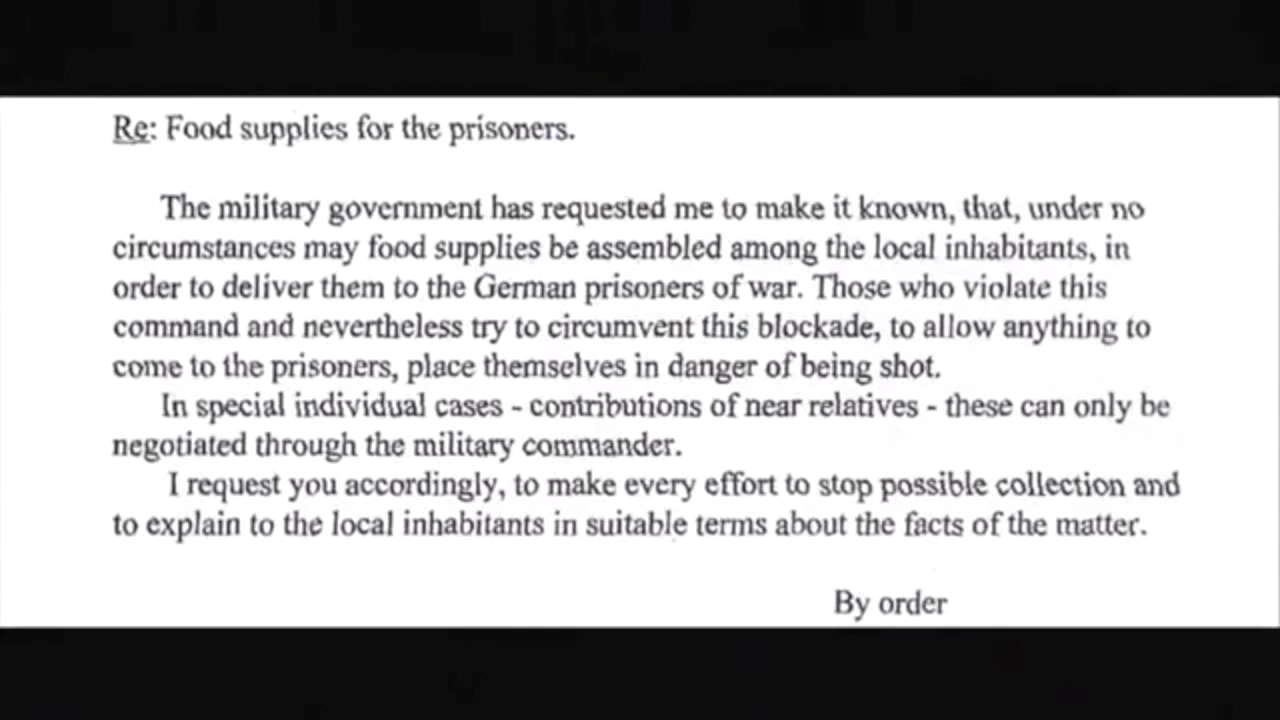 Re: Food supplies for the prisoners.
The military government has requested me to make it known, that, under no
circumstances may food supplies be assembled among the local inhabitants, in
order to deliver them to the German prisoners of war. Those who violate this
command and nevertheless try to circumvent this blockade, to allow anything to
come to the prisoners, place themselves in danger of being shot.
In special individual cases - contributions of near relatives - these can only be
negotiated through the military commander.
I request you accordingly, to make every effort to stop possible collection and
to explain to the local inhabitants in suitable terms about the facts of the matter.
By order